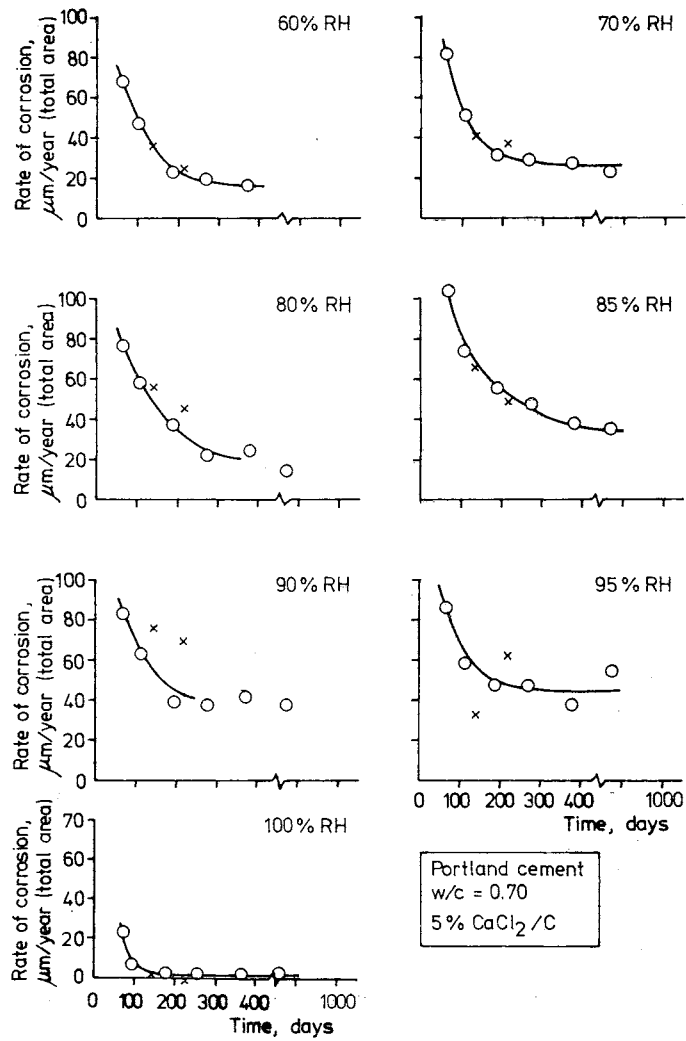 60% RH
Rate of corrosion,
μm/year (total area)
100
80
60
40
20
0
70% RH
80% RH
Rate of corrosion,
μm/year (total area)
100
80
60
40
20
0
85% RH
90% RH
Rate of corrosion,
μm/year (total area)
100
80
60
40
20
0
95% RH
0 100 200 300 400 1000
Time, days
100% RH
Rate of corrosion,
μm/year (total area)
70
60
40
20
0
0 100 200 400 1000
Time, days
Portland cement
w/c = 0.70
5% CaCl₂/C